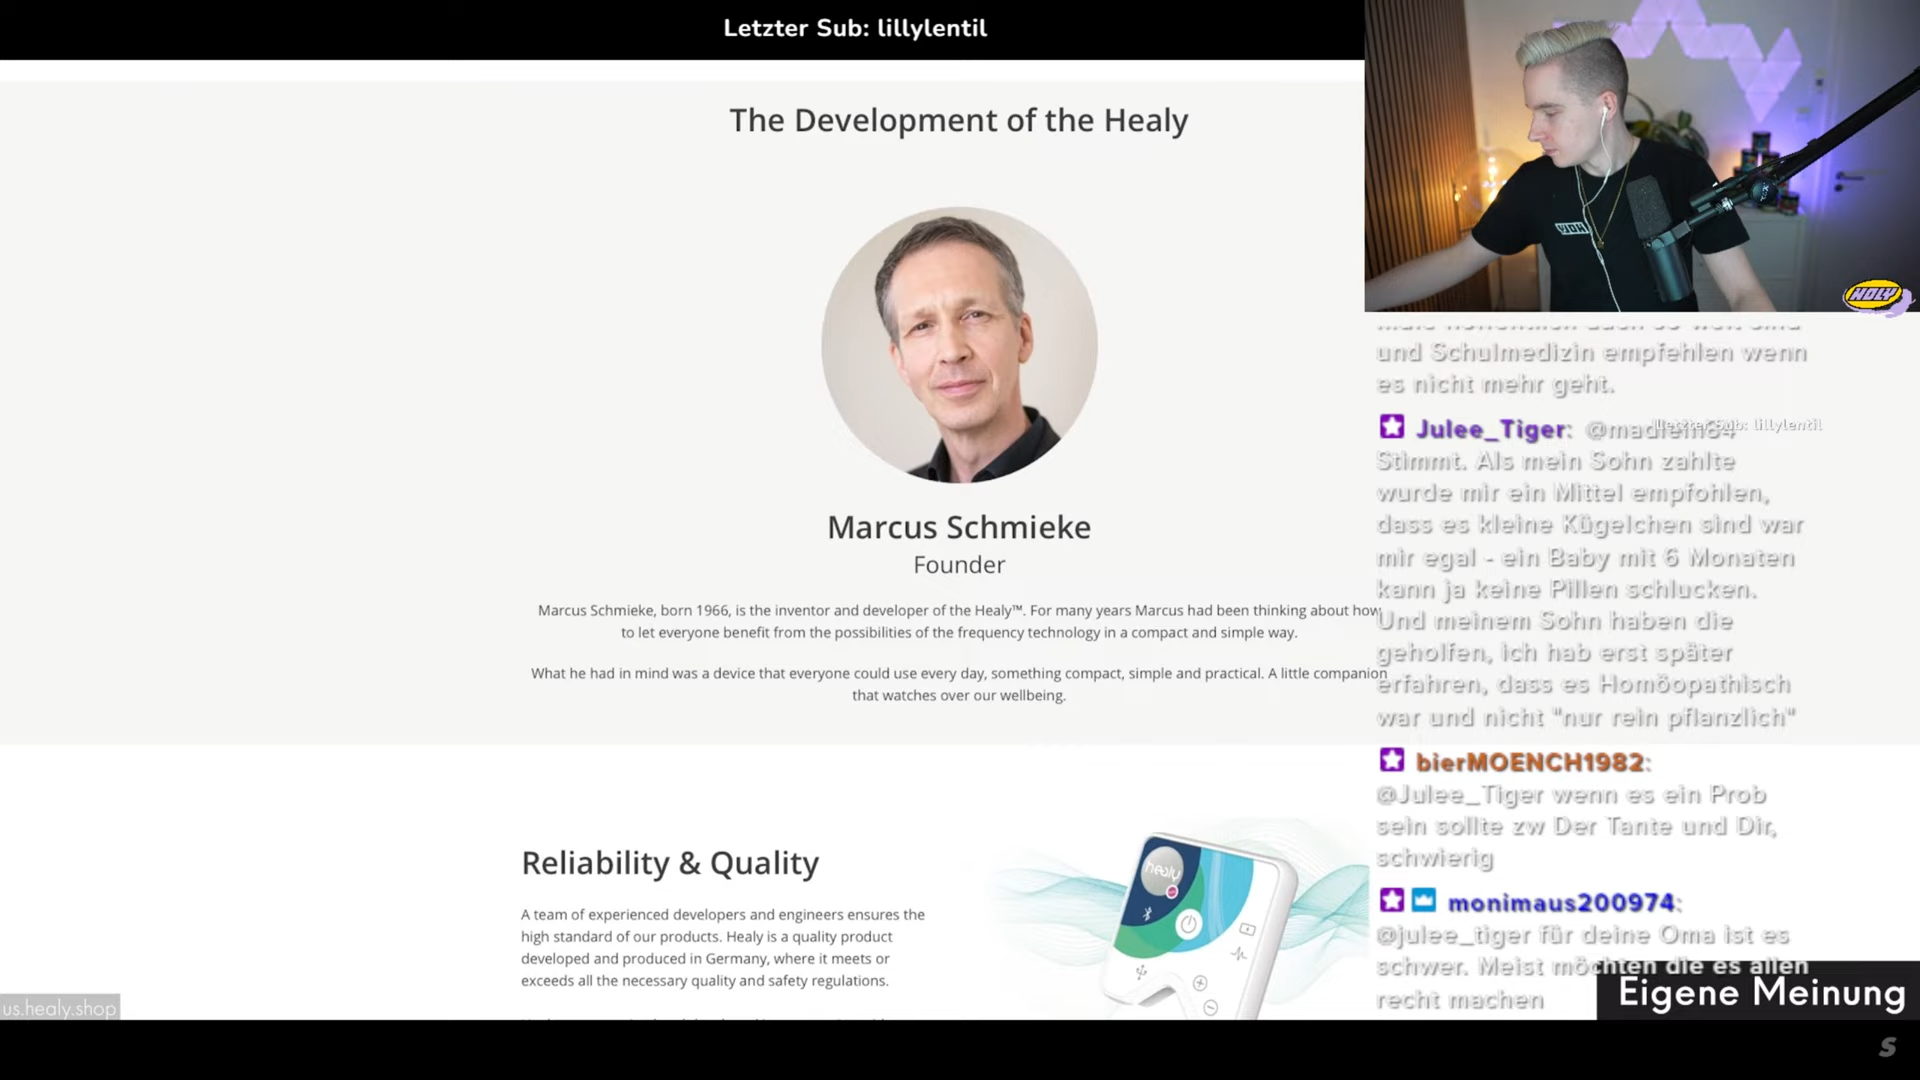 Letzter Sub: lillylentil
The Development of the Healy
Marcus Schmieke
Founder
Marcus Schmieke, born 1966, is the inventor and developer of the Healy™. For many years Marcus had been thinking about how
to let everyone benefit from the possibilities of the frequency technology in a compact and simple way.
What he had in mind was a device that everyone could use every day, something compact, simple and practical. A little companion
that watches over our wellbeing.
Reliability & Quality
A team of experienced developers and engineers ensures the
high standard of our products. Healy is a quality product
developed and produced in Germany, where it meets or
exceeds all the necessary quality and safety regulations.
healy
us.healy.shop
HOLY
und Schulmedizin empfehlen wenn
es nicht mehr geht.
Julee_Tiger: @madlein84
Letzter Sub: lillylentil
Stimmt. Als mein Sohn zahlte
wurde mir ein Mittel empfohlen,
dass es kleine Kügelchen sind war
mir egal - ein Baby mit 6 Monaten
kann ja keine Pillen schlucken.
Und meinem Sohn haben die
geholfen, ich hab erst später
erfahren, dass es Homöopathisch
war und nicht "nur rein pflanzlich"
bierMOENCH1982:
@Julee_Tiger wenn es ein Prob
sein sollte zw Der Tante und Dir,
schwierig
monimaus200974:
@julee_tiger für deine Oma ist es
schwer. Meist möchten die es allen
recht machen
Eigene Meinung
S